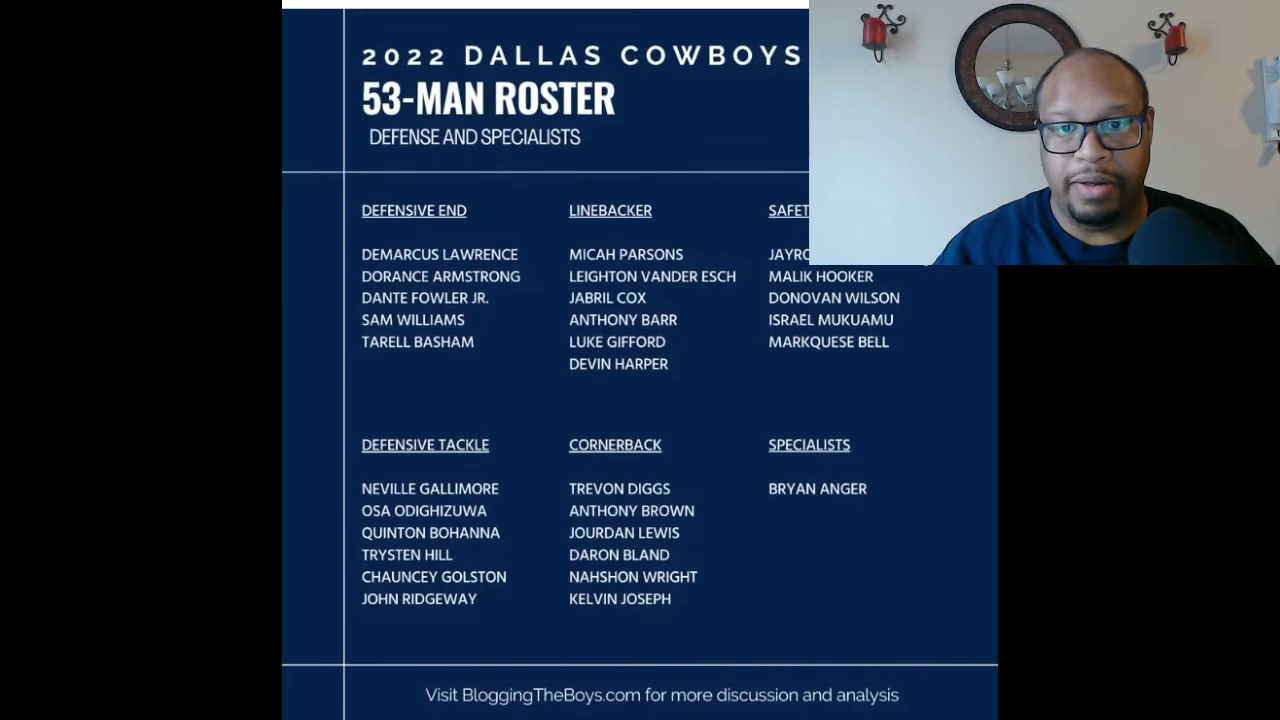 2022 DALLAS COWBOYS
53-MAN ROSTER
DEFENSE AND SPECIALISTS
DEFENSIVE END
DEMARCUS LAWRENCE
DORANCE ARMSTRONG
DANTE FOWLER JR.
SAM WILLIAMS
TARELL BASHAM
LINEBACKER
MICAH PARSONS
LEIGHTON VANDER ESCH
JABRIL COX
ANTHONY BARR
LUKE GIFFORD
DEVIN HARPER
SAFET
JAYRO
MALIK HOOKER
DONOVAN WILSON
ISRAEL MUKUAMU
MARKQUESE BELL
DEFENSIVE TACKLE
NEVILLE GALLIMORE
OSA ODIGHIZUWA
QUINTON BOHANNA
TRYSTEN HILL
CHAUNCEY GOLSTON
JOHN RIDGEWAY
CORNERBACK
TREVON DIGGS
ANTHONY BROWN
JOURDAN LEWIS
DARON BLAND
NAHSHON WRIGHT
KELVIN JOSEPH
SPECIALISTS
BRYAN ANGER
Visit BloggingTheBoys.com for more discussion and analysis